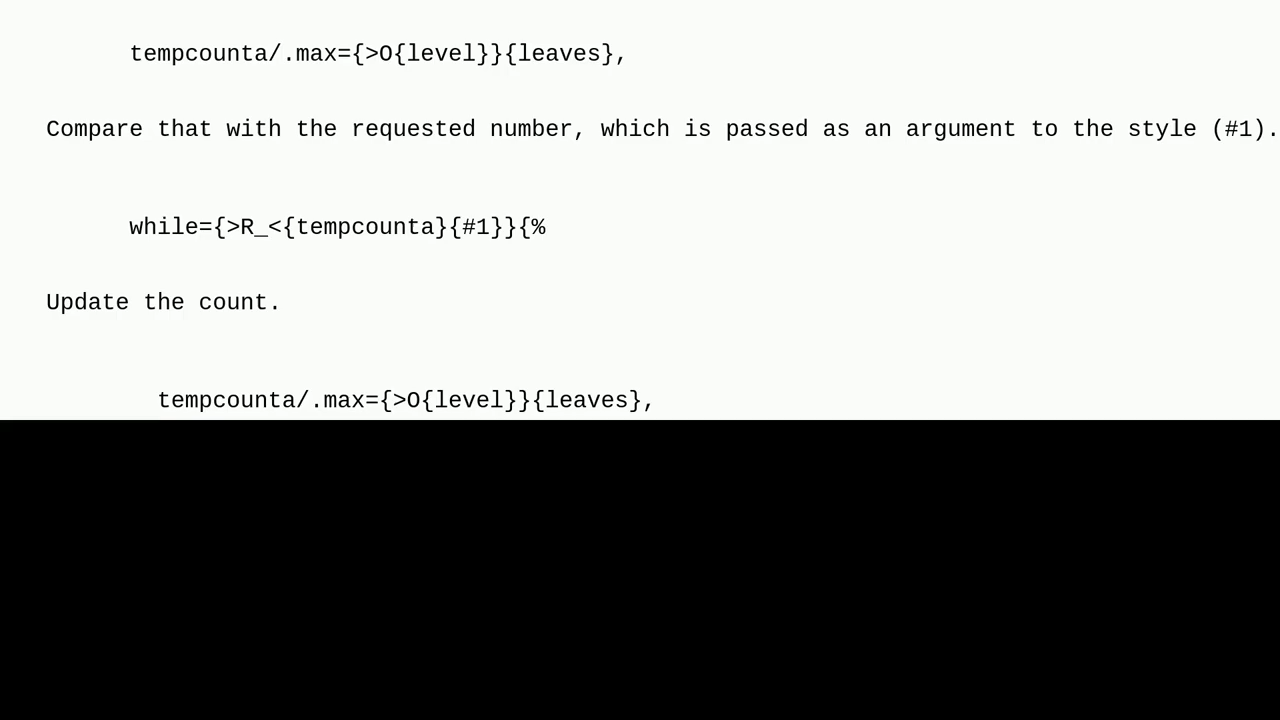 tempcounta/.max={>O{level}}{leaves},
Compare that with the requested number, which is passed as an argument to the style (#1).
while={>R_<{tempcounta}{#1}}{%
Update the count.
tempcounta/.max={>O{level}}{leaves},